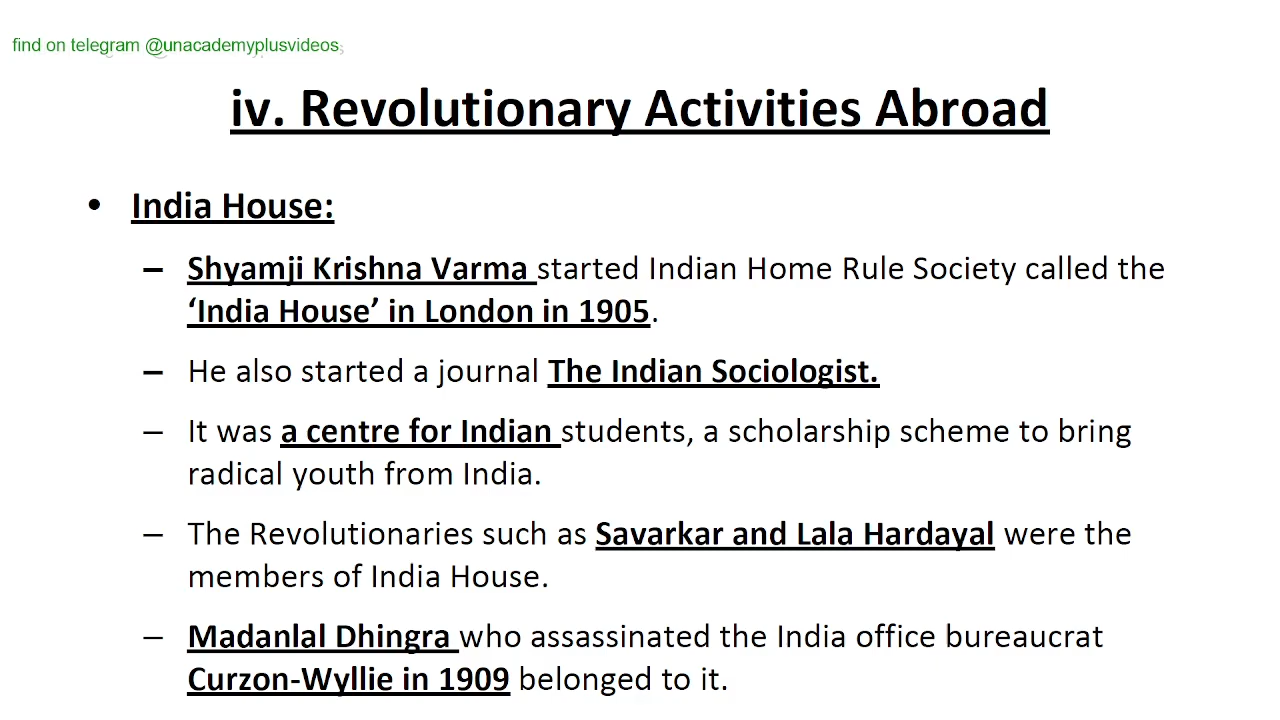 find on telegram @unacademyplusvideos
iv. Revolutionary Activities Abroad
• India House:
– Shyamji Krishna Varma started Indian Home Rule Society called the
‘India House’ in London in 1905.
– He also started a journal The Indian Sociologist.
– It was a centre for Indian students, a scholarship scheme to bring
radical youth from India.
– The Revolutionaries such as Savarkar and Lala Hardayal were the
members of India House.
– Madanlal Dhingra who assassinated the India office bureaucrat
Curzon-Wyllie in 1909 belonged to it.